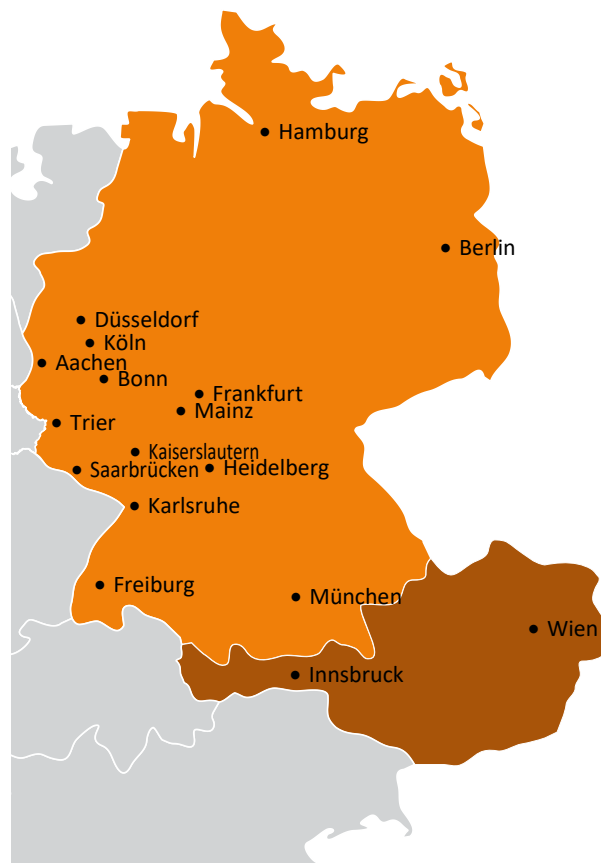 Hamburg
Berlin
Düsseldorf
Köln
Aachen
Bonn
Frankfurt
Mainz
Trier
Kaiserslautern
Saarbrücken
Heidelberg
Karlsruhe
Freiburg
München
Wien
Innsbruck